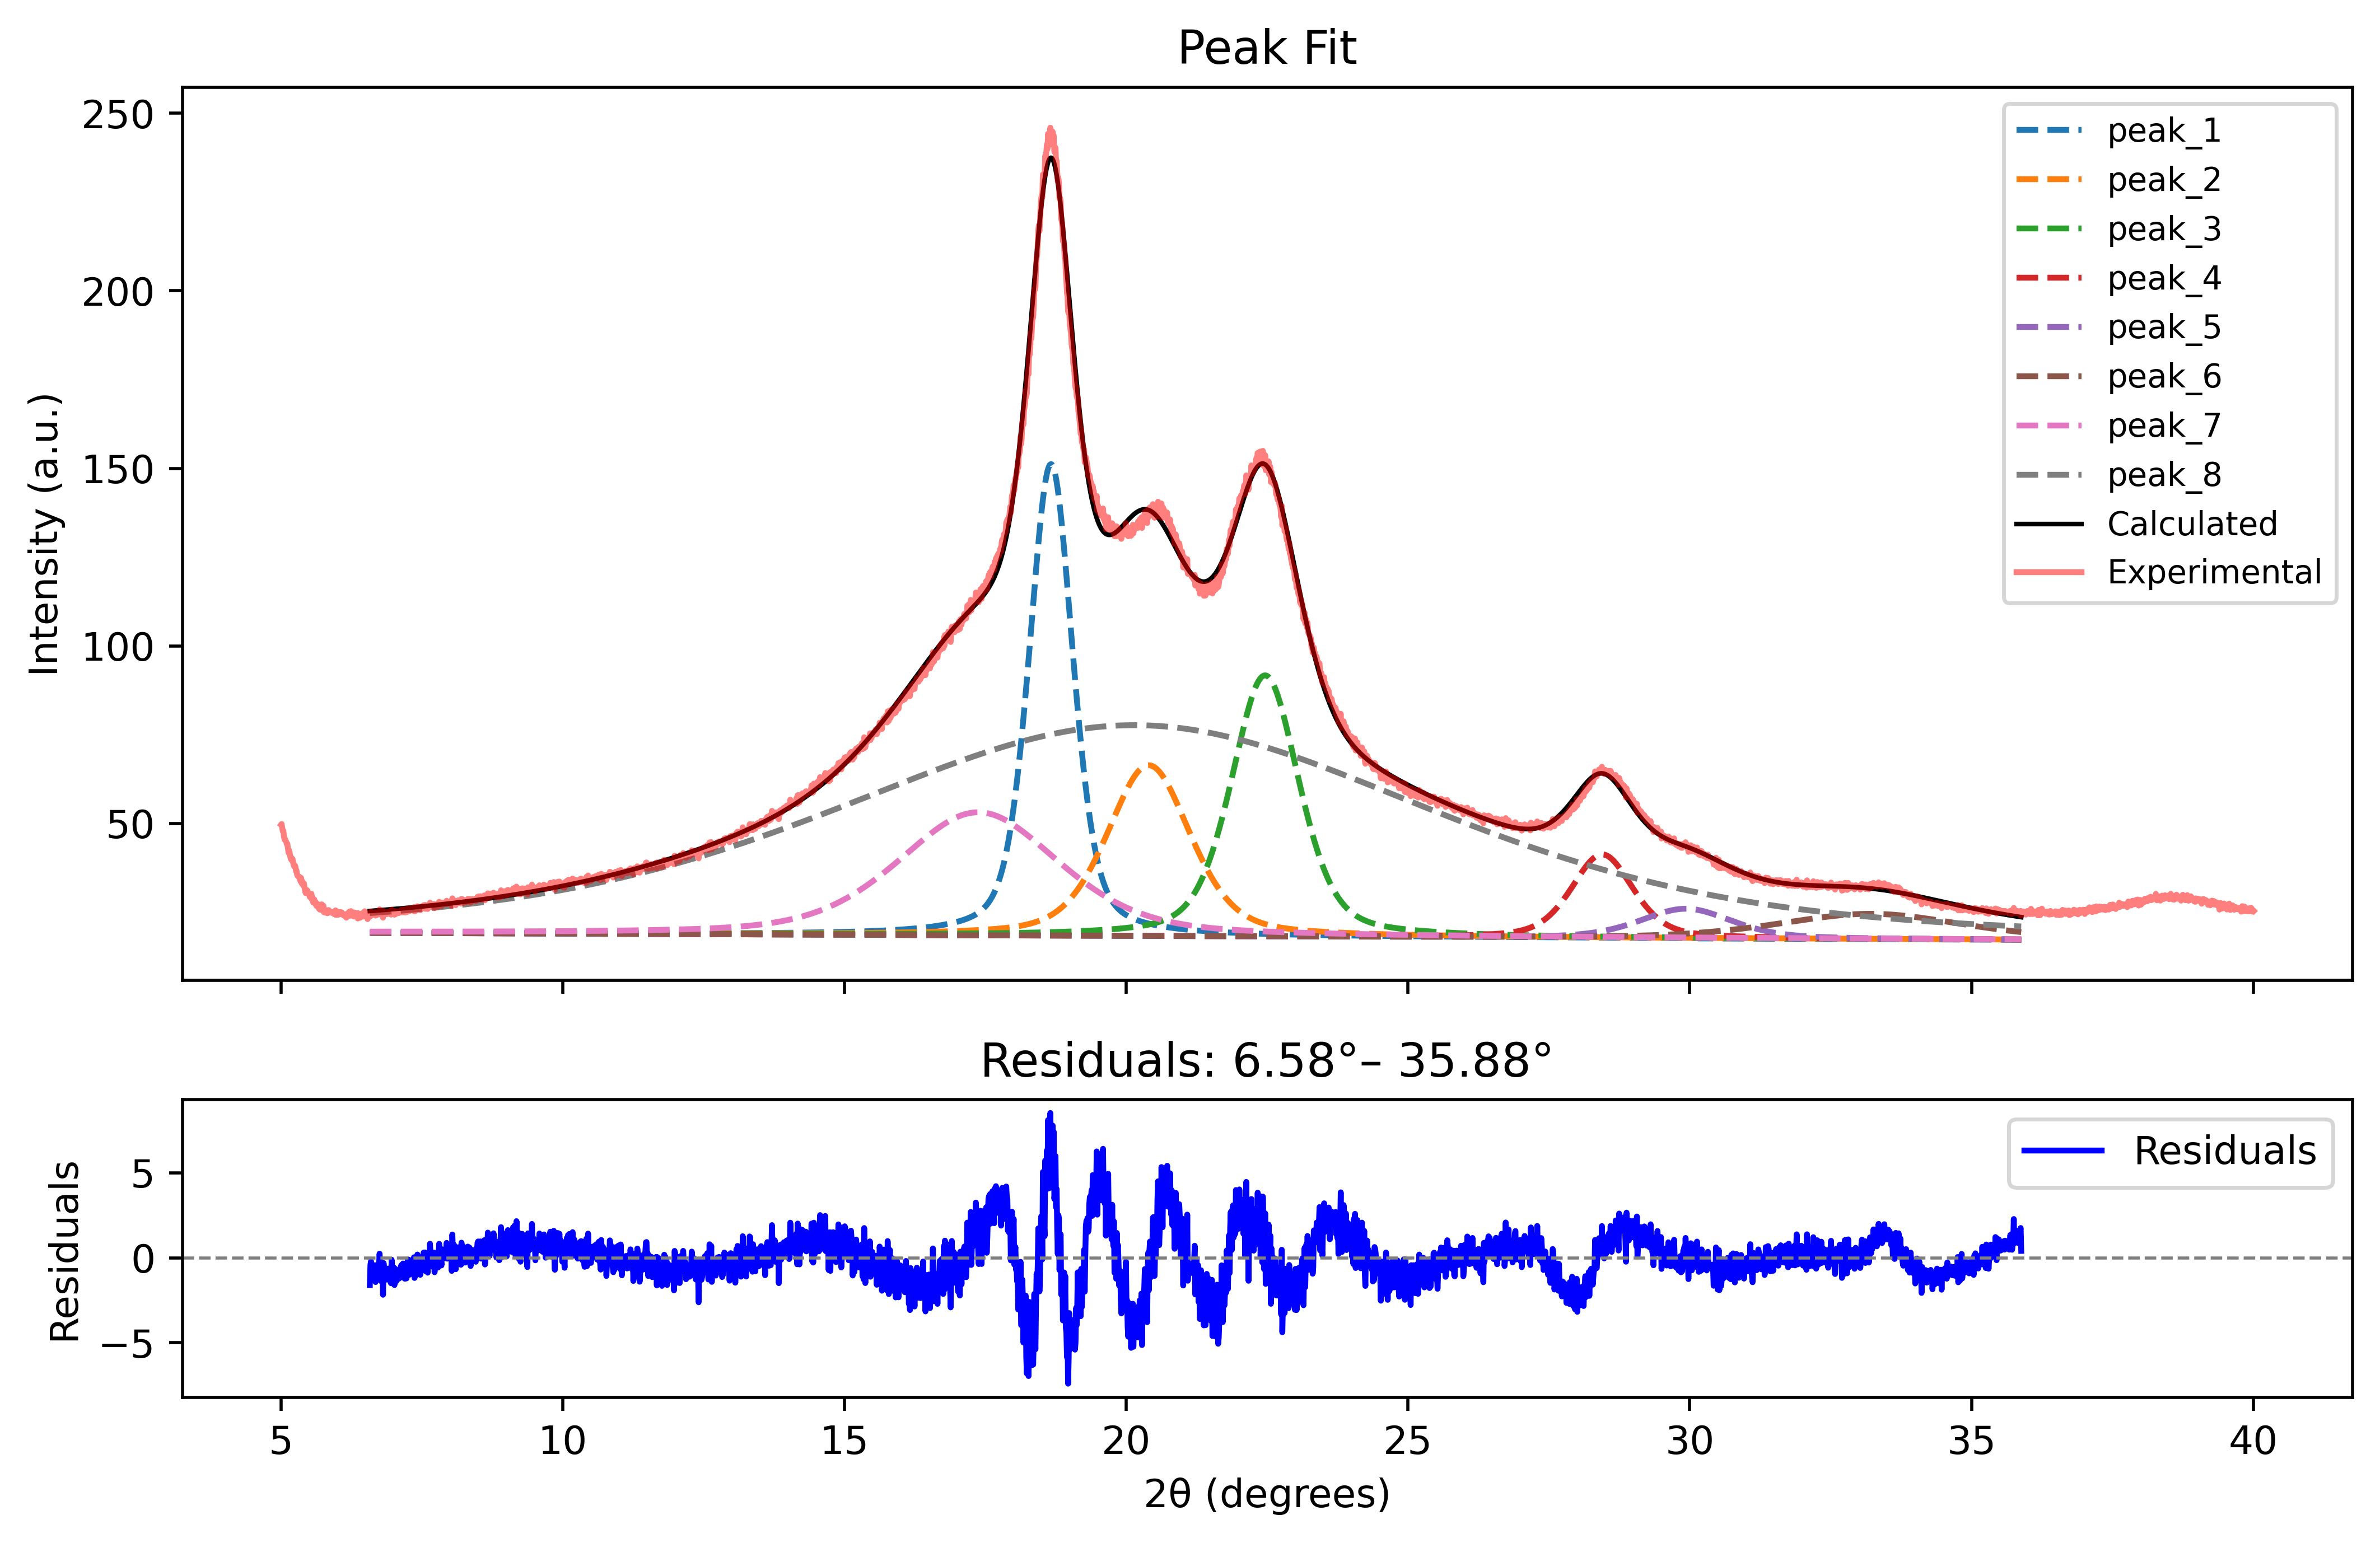 Peak Fit
250
200
150
100
50
Intensity (a.u.)
peak_1
peak_2
peak_3
peak_4
peak_5
peak_6
peak_7
peak_8
Calculated
Experimental
Residuals: 6.58°– 35.88°
5
0
−5
Residuals
Residuals
5 10 15 20 25 30 35 40
2θ (degrees)